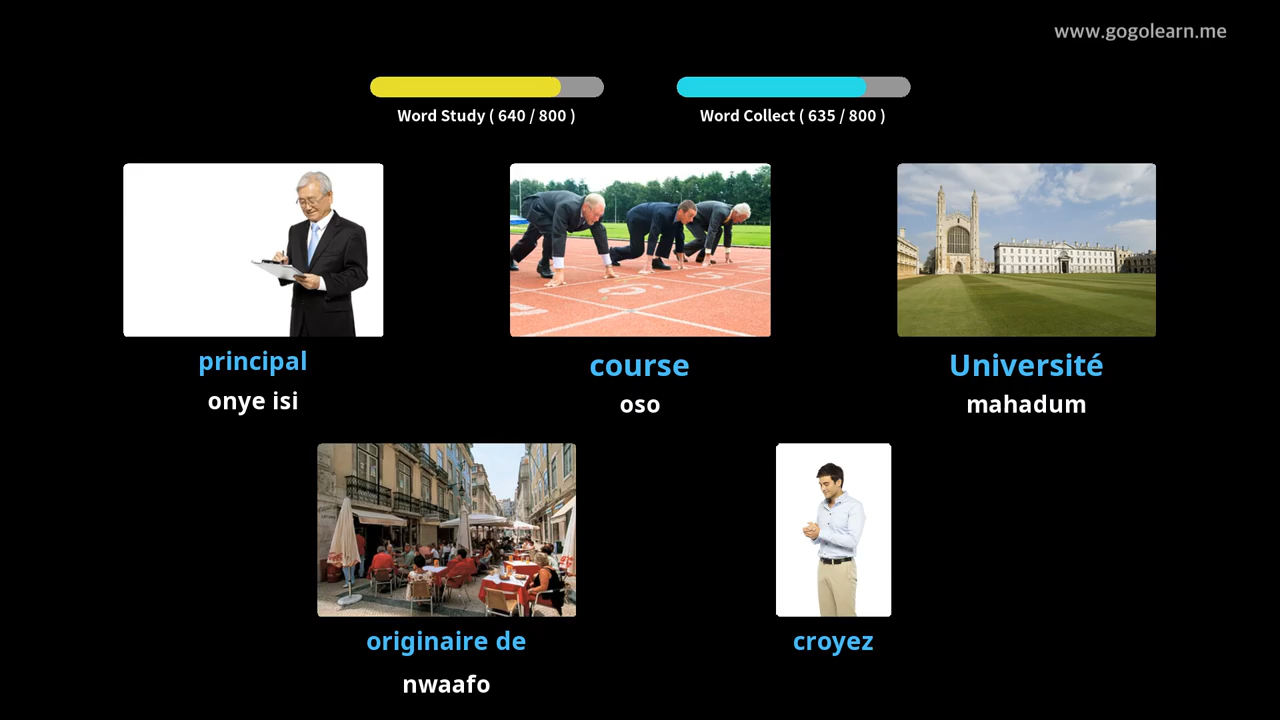 www.gogolearn.me
Word Study ( 640 / 800 )
Word Collect ( 635 / 800 )
principal
onye isi
course
oso
Université
mahadum
originaire de
nwaafo
croyez